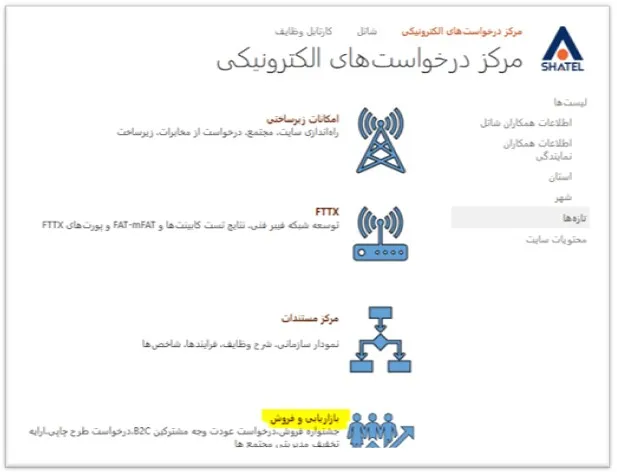 مرکز درخواست‌های الکترونیکی شاتل کارتابل وظایف
مرکز درخواست‌های الکترونیکی
SHATEL
لیست‌ها
اطلاعات همکاران شاتل
اطلاعات همکاران
نمایندگی
استان
شهر
تازه‌ها
محتویات سایت
امکانات زیرساختی
راه‌اندازی سایت، مجتمع، درخواست از مخابرات، زیرساخت
FTTX
توسعه شبکه فیبر فنی، نتایج تست کابینت‌ها و FAT-mFAT و پورت‌های FTTX
مرکز مستندات
نمودار سازمانی، شرح وظایف، فرایندها، شاخص‌ها
بازاریابی و فروش
جشنواره فروش،درخواست عودت وجه مشترکین B2C،درخواست طرح چاپی،ارایه
تخفیف مدیریتی مجتمع ها